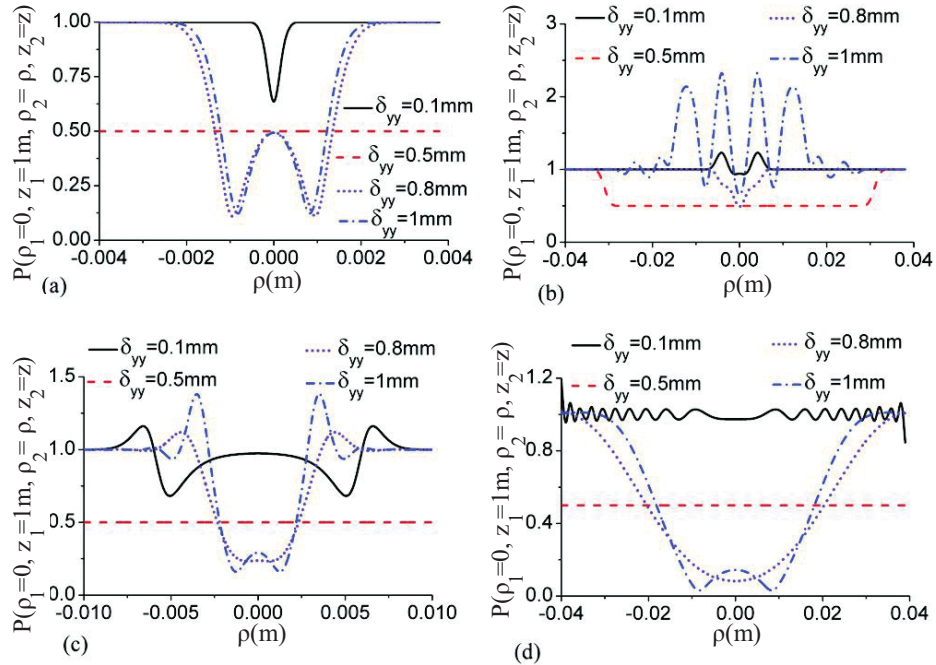 P(ρ₁=0, z₁=1m, ρ₂=ρ, z₂=z)
1.00
0.75
0.50
0.25
0.00
δyy=0.1mm
δyy=0.5mm
δyy=0.8mm
δyy=1mm
-0.004 -0.002 0.000 0.002 0.004
ρ(m)
(a)
δyy=0.1mm δyy=0.8mm
δyy=0.5mm δyy=1mm
P(ρ₁=0, z₁=1m, ρ₂=ρ, z₂=z)
3
2
1
0
-0.04 -0.02 0.00 0.02 0.04
ρ(m)
(b)
δyy=0.1mm δyy=0.8mm
δyy=0.5mm δyy=1mm
P(ρ₁=0, z₁=1m, ρ₂=ρ, z₂=z)
1.5
1.0
0.5
0.0
-0.010 -0.005 0.000 0.005 0.010
ρ(m)
(c)
δyy=0.1mm δyy=0.8mm
δyy=0.5mm δyy=1mm
P(ρ₁=0, z₁=1m, ρ₂=ρ, z₂=z)
1.2
0.8
0.4
0.0
-0.04 -0.02 0.00 0.02 0.04
ρ(m)
(d)